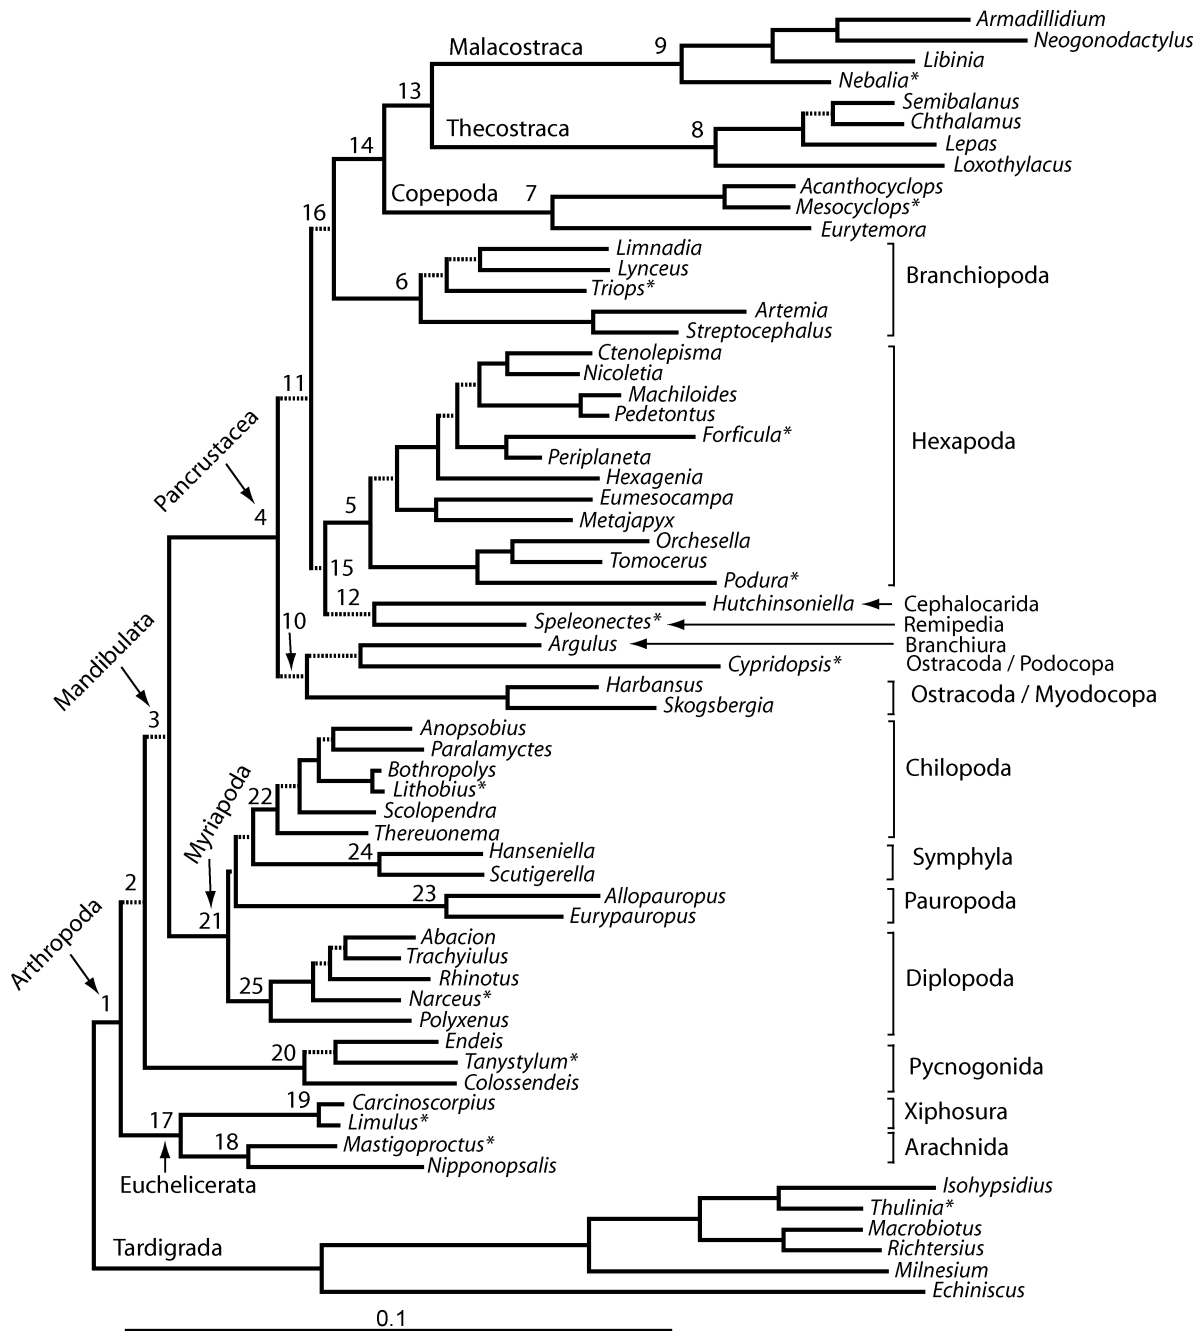 Armadillidium
Malacostraca 9
Neogonodactylus
Libinia
Nebalia*
13
Semibalanus
Thecostraca 8
Chthalamus
Lepas
14
Loxothylacus
Copepoda 7
Acanthocyclops
Mesocyclops*
16
Eurytemora
Limnadia
Lynceus
Branchiopoda
6
Triops*
Artemia
Streptocephalus
Ctenolepisma
Nicoletia
11
Machiloides
Pedetontus
Forficula*
Hexapoda
Periplaneta
Pancrustacea
Hexagenia
Eumesocampa
4
5
Metajapyx
Orchesella
Tomocerus
15
Podura*
12
Hutchinsoniella
Cephalocarida
Speleonectes*
Remipedia
10
Argulus
Branchiura
Cypridopsis*
Ostracoda / Podocopa
Mandibulata
Harbansus
Ostracoda / Myodocopa
Skogsbergia
3
Anopsobius
Paralamyctes
Bothropolys
Chilopoda
Lithobius*
22
Scolopendra
Myriapoda
Thereuonema
24
Hanseniella
Symphyla
Scutigerella
2
23
Allopauropus
Pauropoda
Eurypauropus
21
Arthropoda
Abacion
Trachyiulus
Rhinotus
Diplopoda
25
Narceus*
1
Polyxenus
Endeis
20
Tanystylum*
Pycnogonida
Colossendeis
19
Carcinoscorpius
Xiphosura
17
Limulus*
18
Mastigoproctus*
Arachnida
Nipponopsalis
Euchelicerata
Isohypsidius
Thulinia*
Macrobiotus
Tardigrada
Richtersius
Milnesium
Echiniscus
0.1